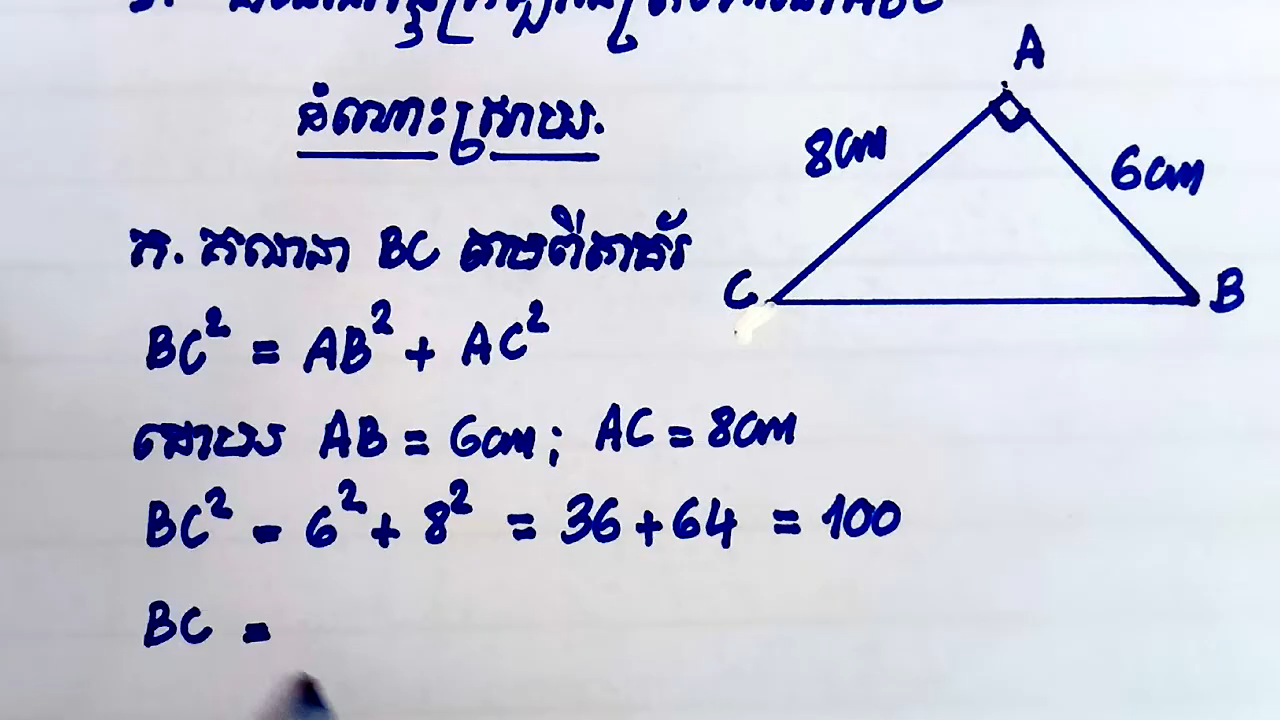 ABC
ដំណោះស្រាយ.
A
8cm
6cm
C
B
ក. គណនា BC តាមពីតាគ័រ
BC² = AB² + AC²
ដោយ AB = 6cm ; AC = 8cm
BC² = 6² + 8² = 36 + 64 = 100
BC =